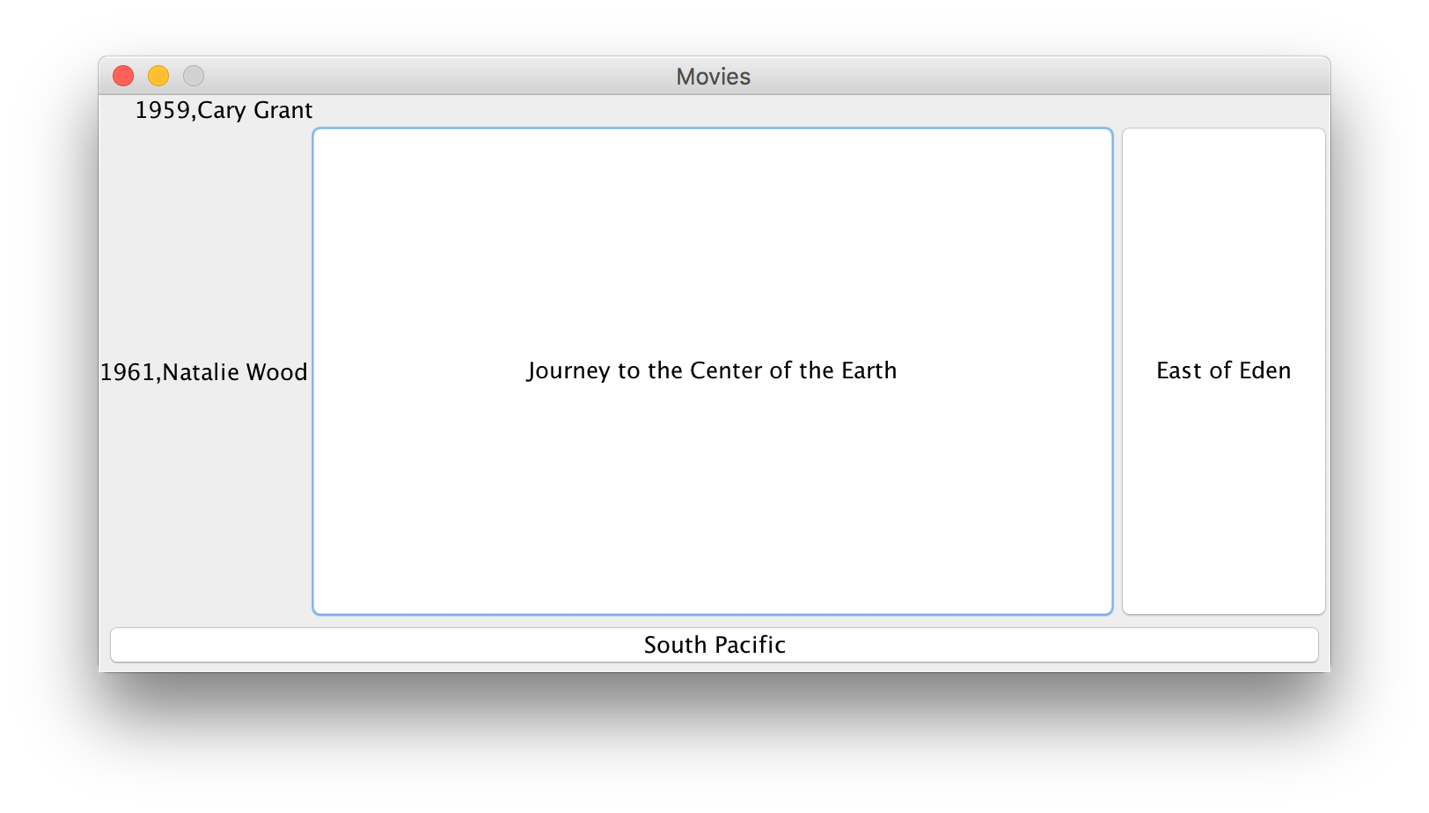 Movies
1959,Cary Grant
1961,Natalie Wood
Journey to the Center of the Earth
East of Eden
South Pacific